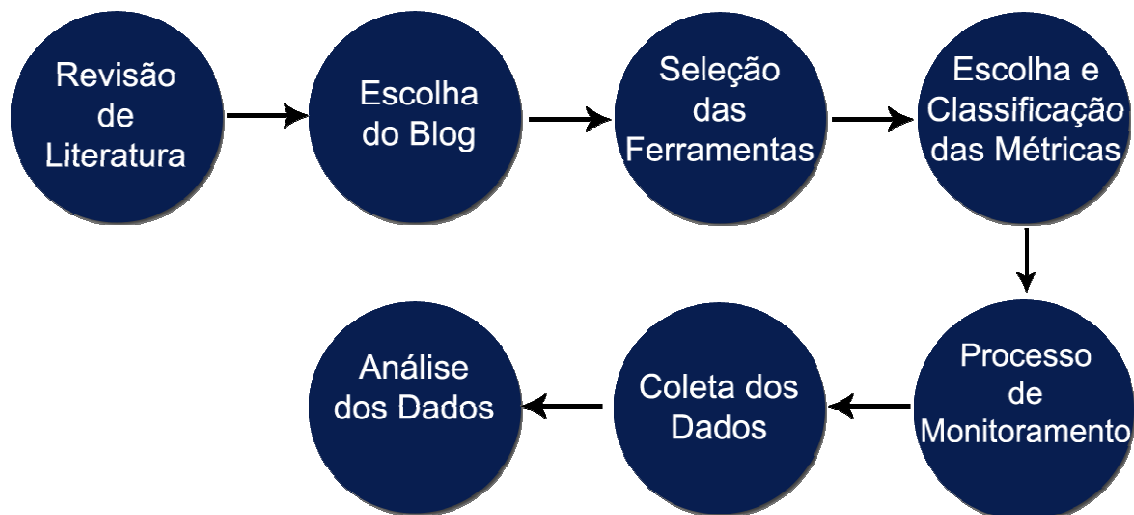 Revisão
de
Literatura
Escolha
do Blog
Seleção
das
Ferramentas
Escolha e
Classificação
das Métricas
Processo
de
Monitoramento
Coleta dos
Dados
Análise
dos Dados